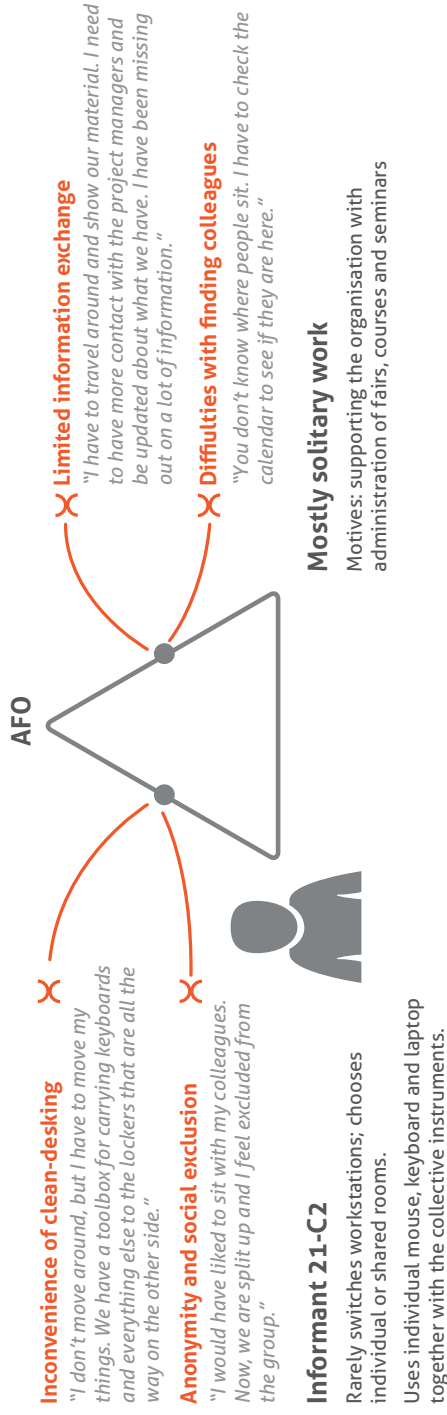 AFO
Inconvenience of clean-desking
"I don't move around, but I have to move my
things. We have a toolbox for carrying keyboards
and everything else to the lockers that are all the
way on the other side."
Anonymity and social exclusion
"I would have liked to sit with my colleagues.
Now, we are split up and I feel excluded from
the group."
Limited information exchange
"I have to travel around and show our material. I need
to have more contact with the project managers and
be updated about what we have. I have been missing
out on a lot of information."
Diffiulties with finding colleagues
"You don't know where people sit. I have to check the
calendar to see if they are here."
Informant 21-C2
Rarely switches workstations; chooses
individual or shared rooms.
Uses individual mouse, keyboard and laptop
together with the collective instruments.
Mostly solitary work
Motives: supporting the organisation with
administration of fairs, courses and seminars